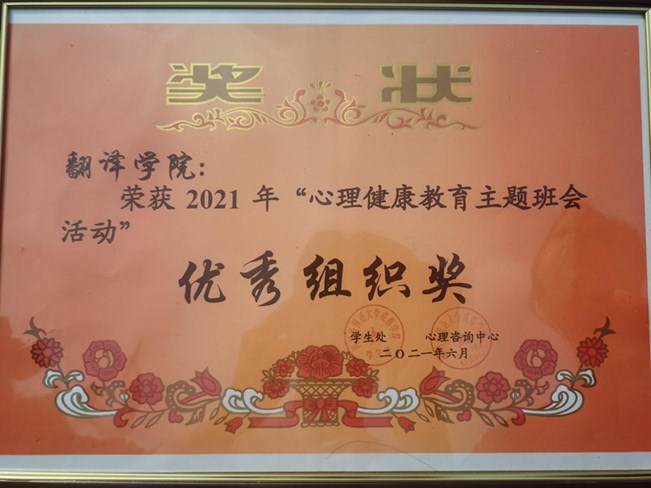 奖状
翻译学院：
荣获 2021 年“心理健康教育主题班会
活动”
优秀组织奖
学生处 心理咨询中心
二〇二一年六月